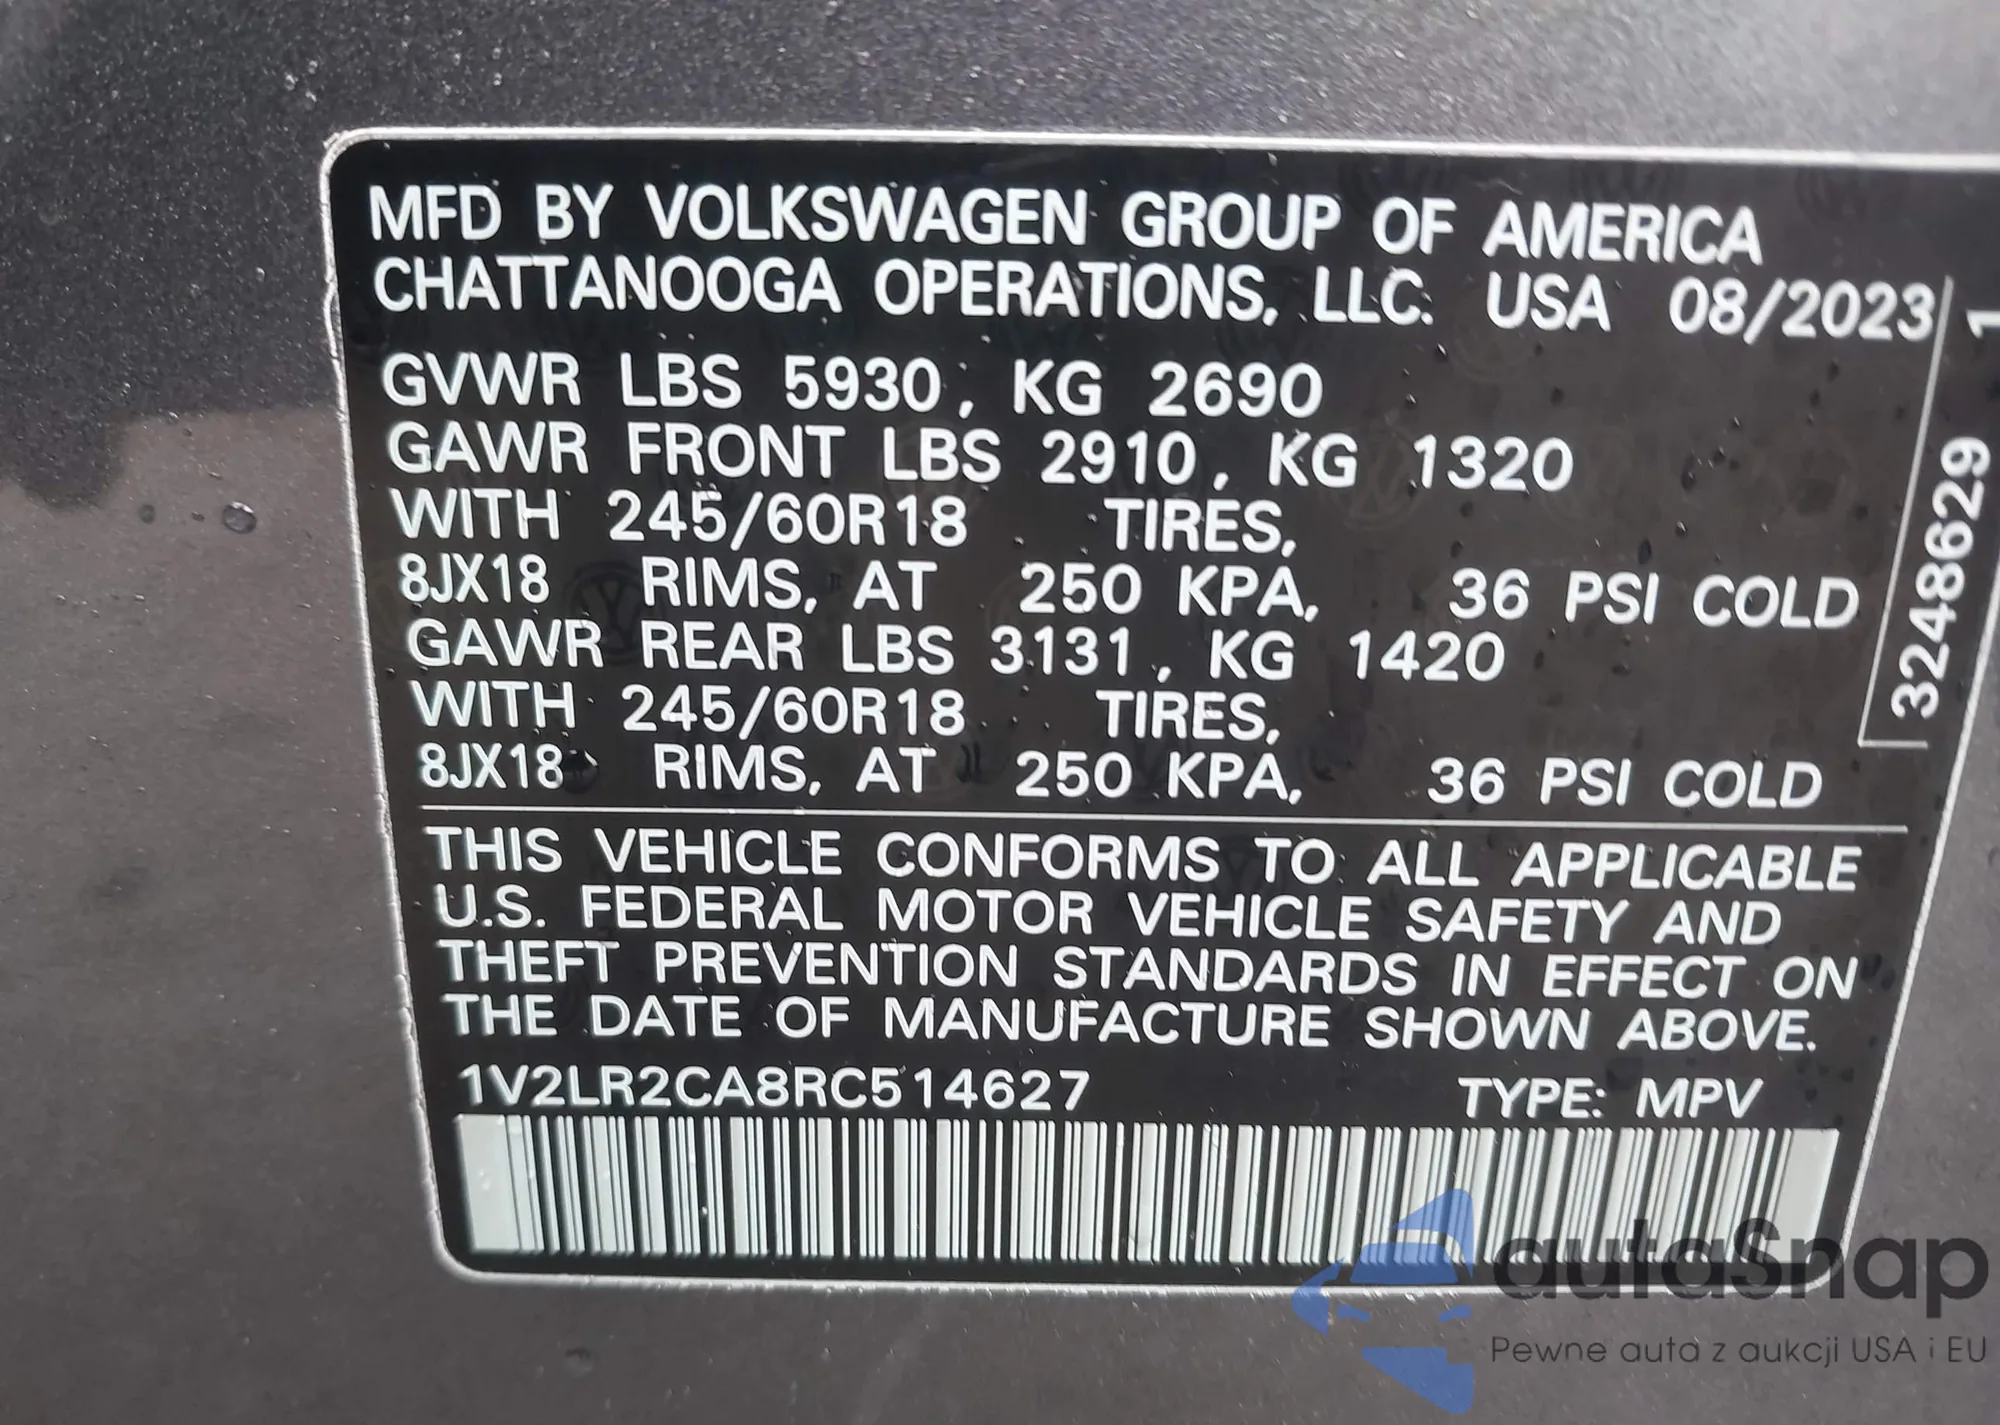 MFD BY VOLKSWAGEN GROUP OF AMERICA
CHATTANOOGA OPERATIONS, LLC. USA 08/2023
GVWR LBS 5930, KG 2690
GAWR FRONT LBS 2910, KG 1320
WITH 245/60R18 TIRES,
8JX18 RIMS, AT 250 KPA, 36 PSI COLD
GAWR REAR LBS 3131, KG 1420
WITH 245/60R18 TIRES,
8JX18 RIMS, AT 250 KPA, 36 PSI COLD
THIS VEHICLE CONFORMS TO ALL APPLICABLE
U.S. FEDERAL MOTOR VEHICLE SAFETY AND
THEFT PREVENTION STANDARDS IN EFFECT ON
THE DATE OF MANUFACTURE SHOWN ABOVE.
1V2LR2CA8RC514627 TYPE: MPV
3248629 1
autoSnap
Pewne auta z aukcji USA i EU